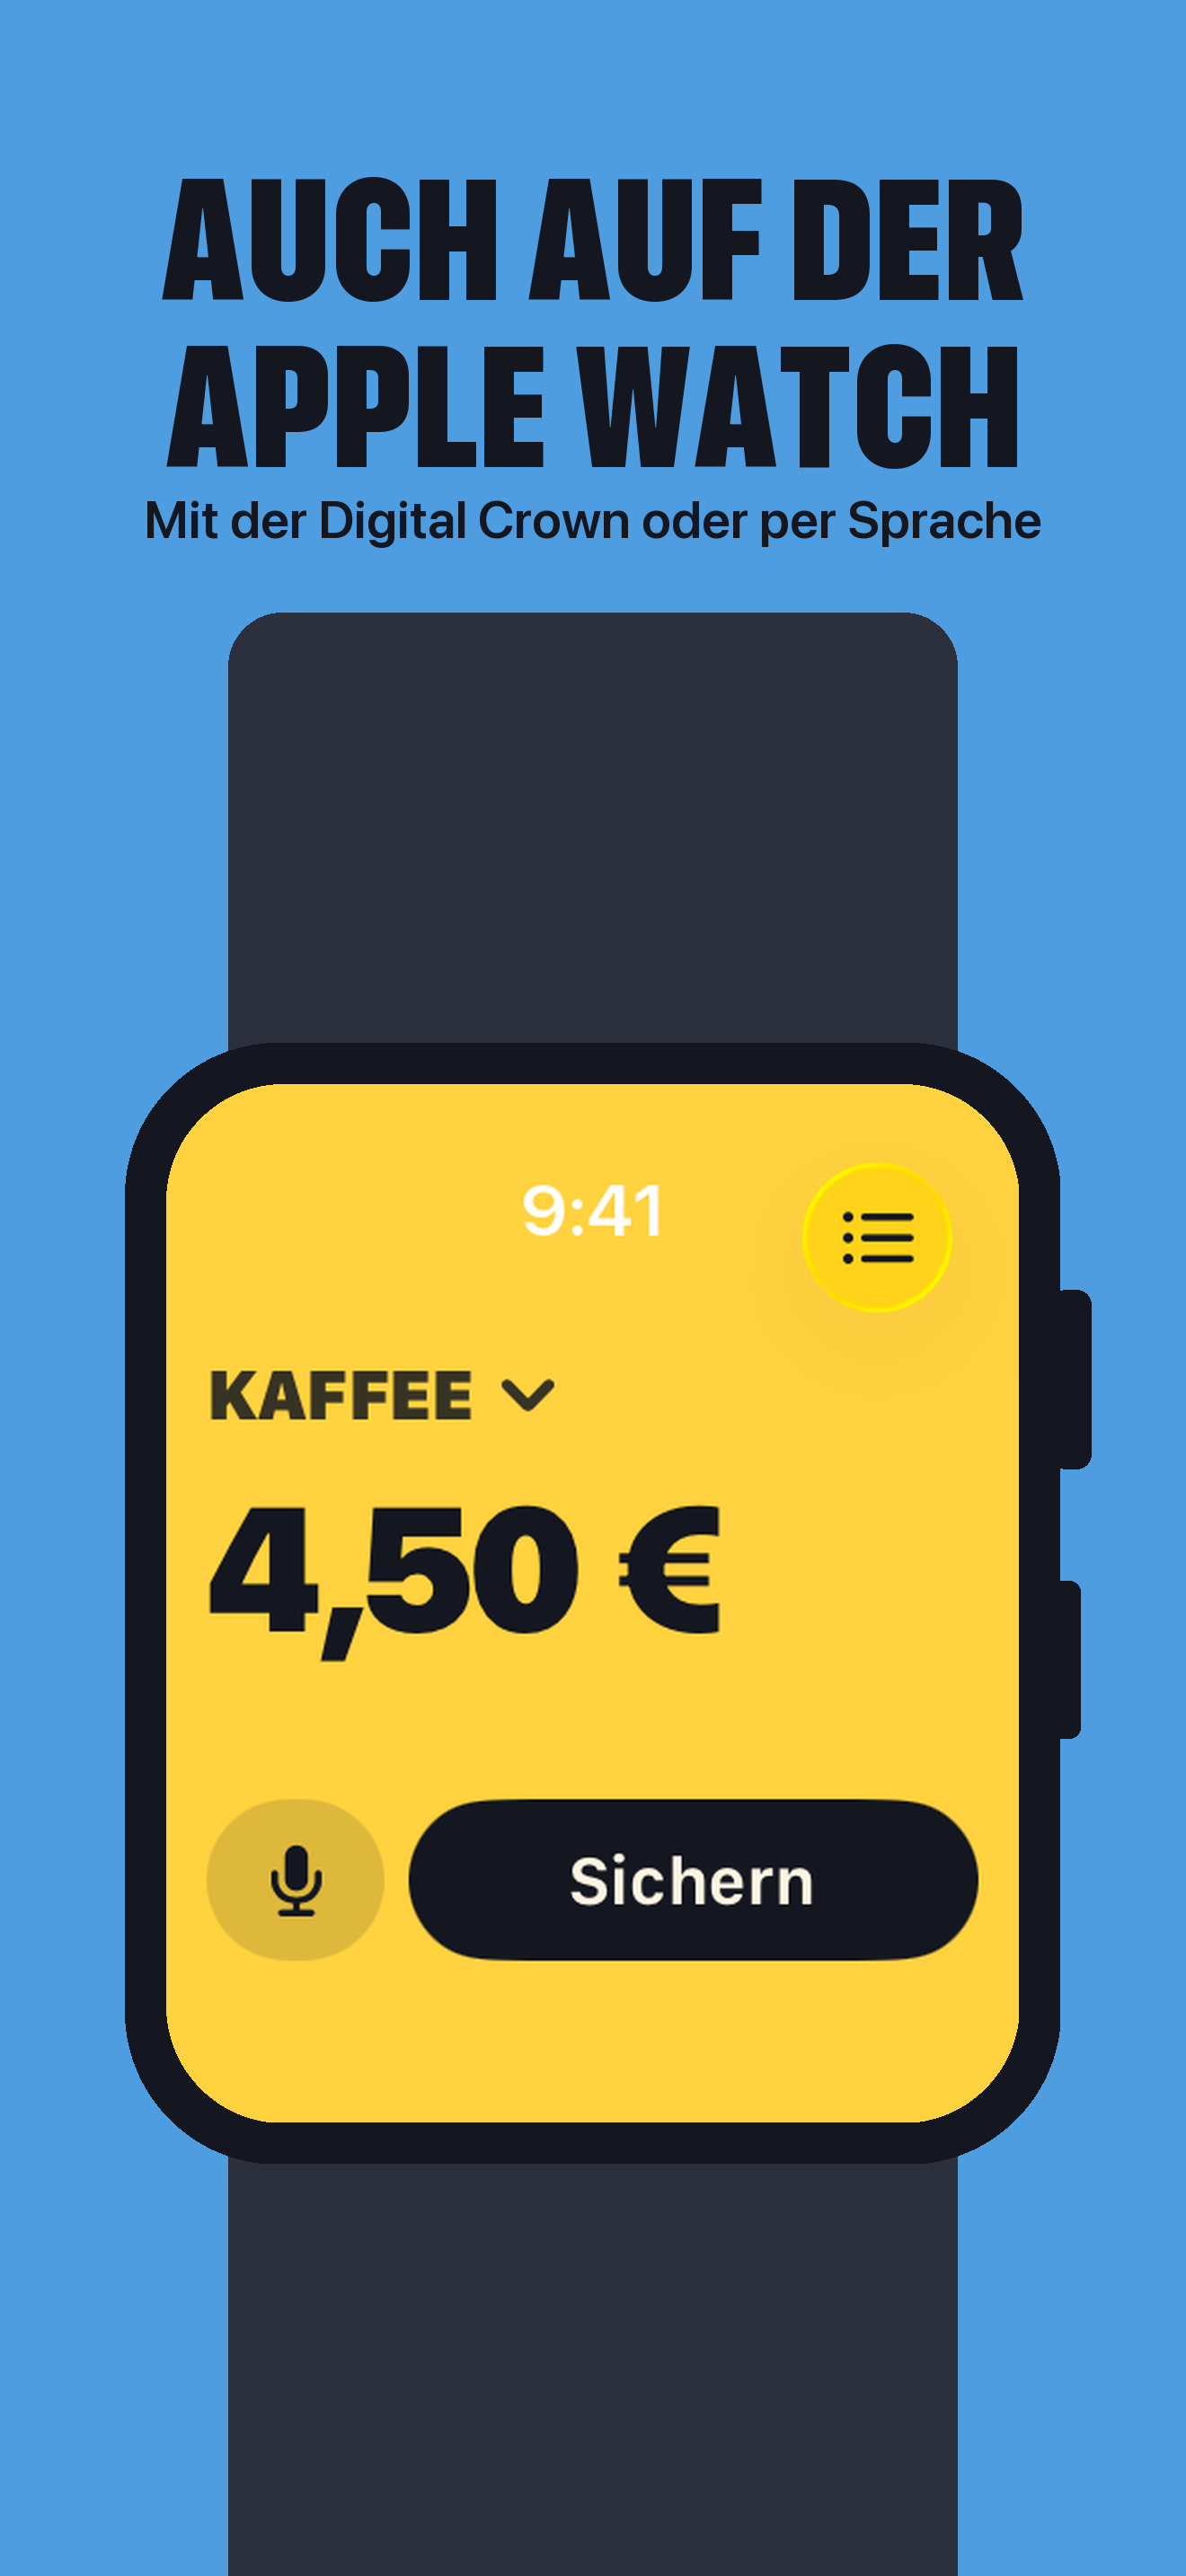 AUCH AUF DER
APPLE WATCH
Mit der Digital Crown oder per Sprache
9:41
KAFFEE
4,50 €
Sichern